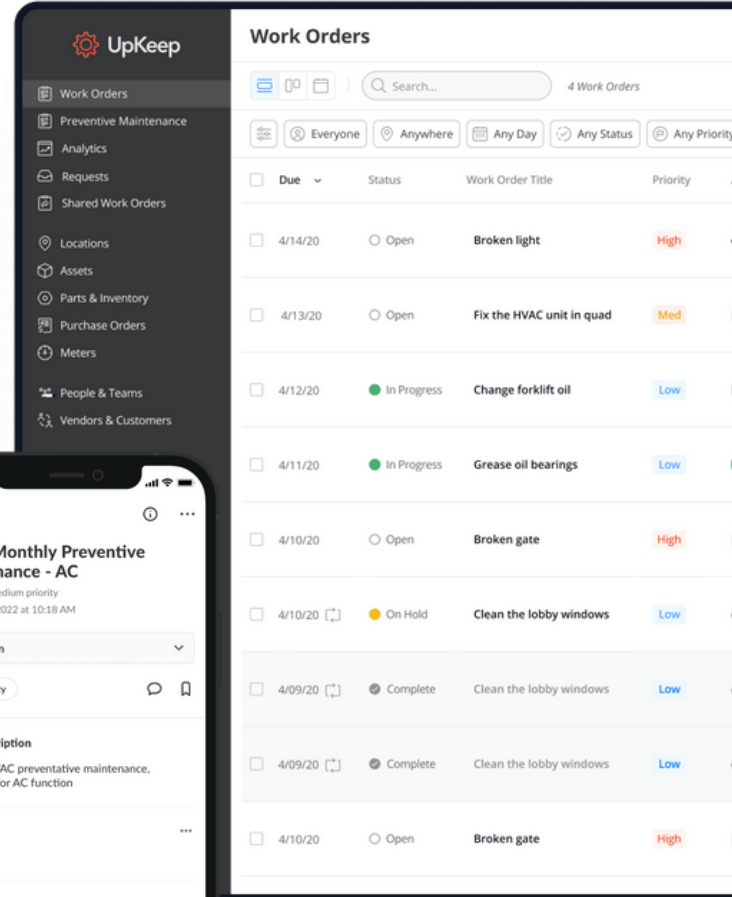 UpKeep
Work Orders
Preventive Maintenance
Analytics
Requests
Shared Work Orders
Locations
Assets
Parts & Inventory
Purchase Orders
Meters
People & Teams
Vendors & Customers
Work Orders
Search...
4 Work Orders
Everyone
Anywhere
Any Day
Any Status
Any Priority
Due Status Work Order Title Priority
4/14/20 Open Broken light High
4/13/20 Open Fix the HVAC unit in quad Med
4/12/20 In Progress Change forklift oil Low
4/11/20 In Progress Grease oil bearings Low
4/10/20 Open Broken gate High
4/10/20 On Hold Clean the lobby windows Low
4/09/20 Complete Clean the lobby windows Low
4/09/20 Complete Clean the lobby windows Low
4/10/20 Open Broken gate High
Monthly Preventive
nance - AC
edium priority
2022 at 10:18 AM
n
ty
ription
AC preventative maintenance,
or AC function